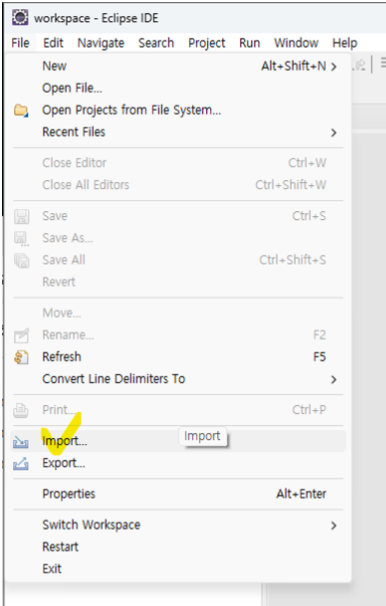 workspace - Eclipse IDE
File Edit Navigate Search Project Run Window Help
New Alt+Shift+N >
Open File...
Open Projects from File System...
Recent Files >
Close Editor Ctrl+W
Close All Editors Ctrl+Shift+W
Save Ctrl+S
Save As...
Save All Ctrl+Shift+S
Revert
Move...
Rename... F2
Refresh F5
Convert Line Delimiters To >
Print... Ctrl+P
Import... Import
Export...
Properties Alt+Enter
Switch Workspace >
Restart
Exit